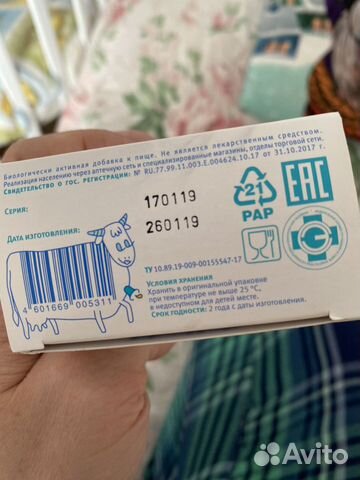 Биологически активная добавка к пище. Не является лекарственным средством.
Реализация населению через аптечную сеть и специализированные магазины, отделы торговой сети.
Свидетельство о гос. регистрации: № RU.77.99.11.003.E.004624.10.17 от 31.10.2017 г.
Серия: 170119
Дата изготовления: 260119
21
PAP
EAC
ТУ 10.89.19-009-00155547-17
Условия хранения
Хранить в оригинальной упаковке
при температуре не выше 25 °С,
в недоступном для детей месте.
Срок годности: 2 года с даты изготовления.
4 601669 005311
Avito